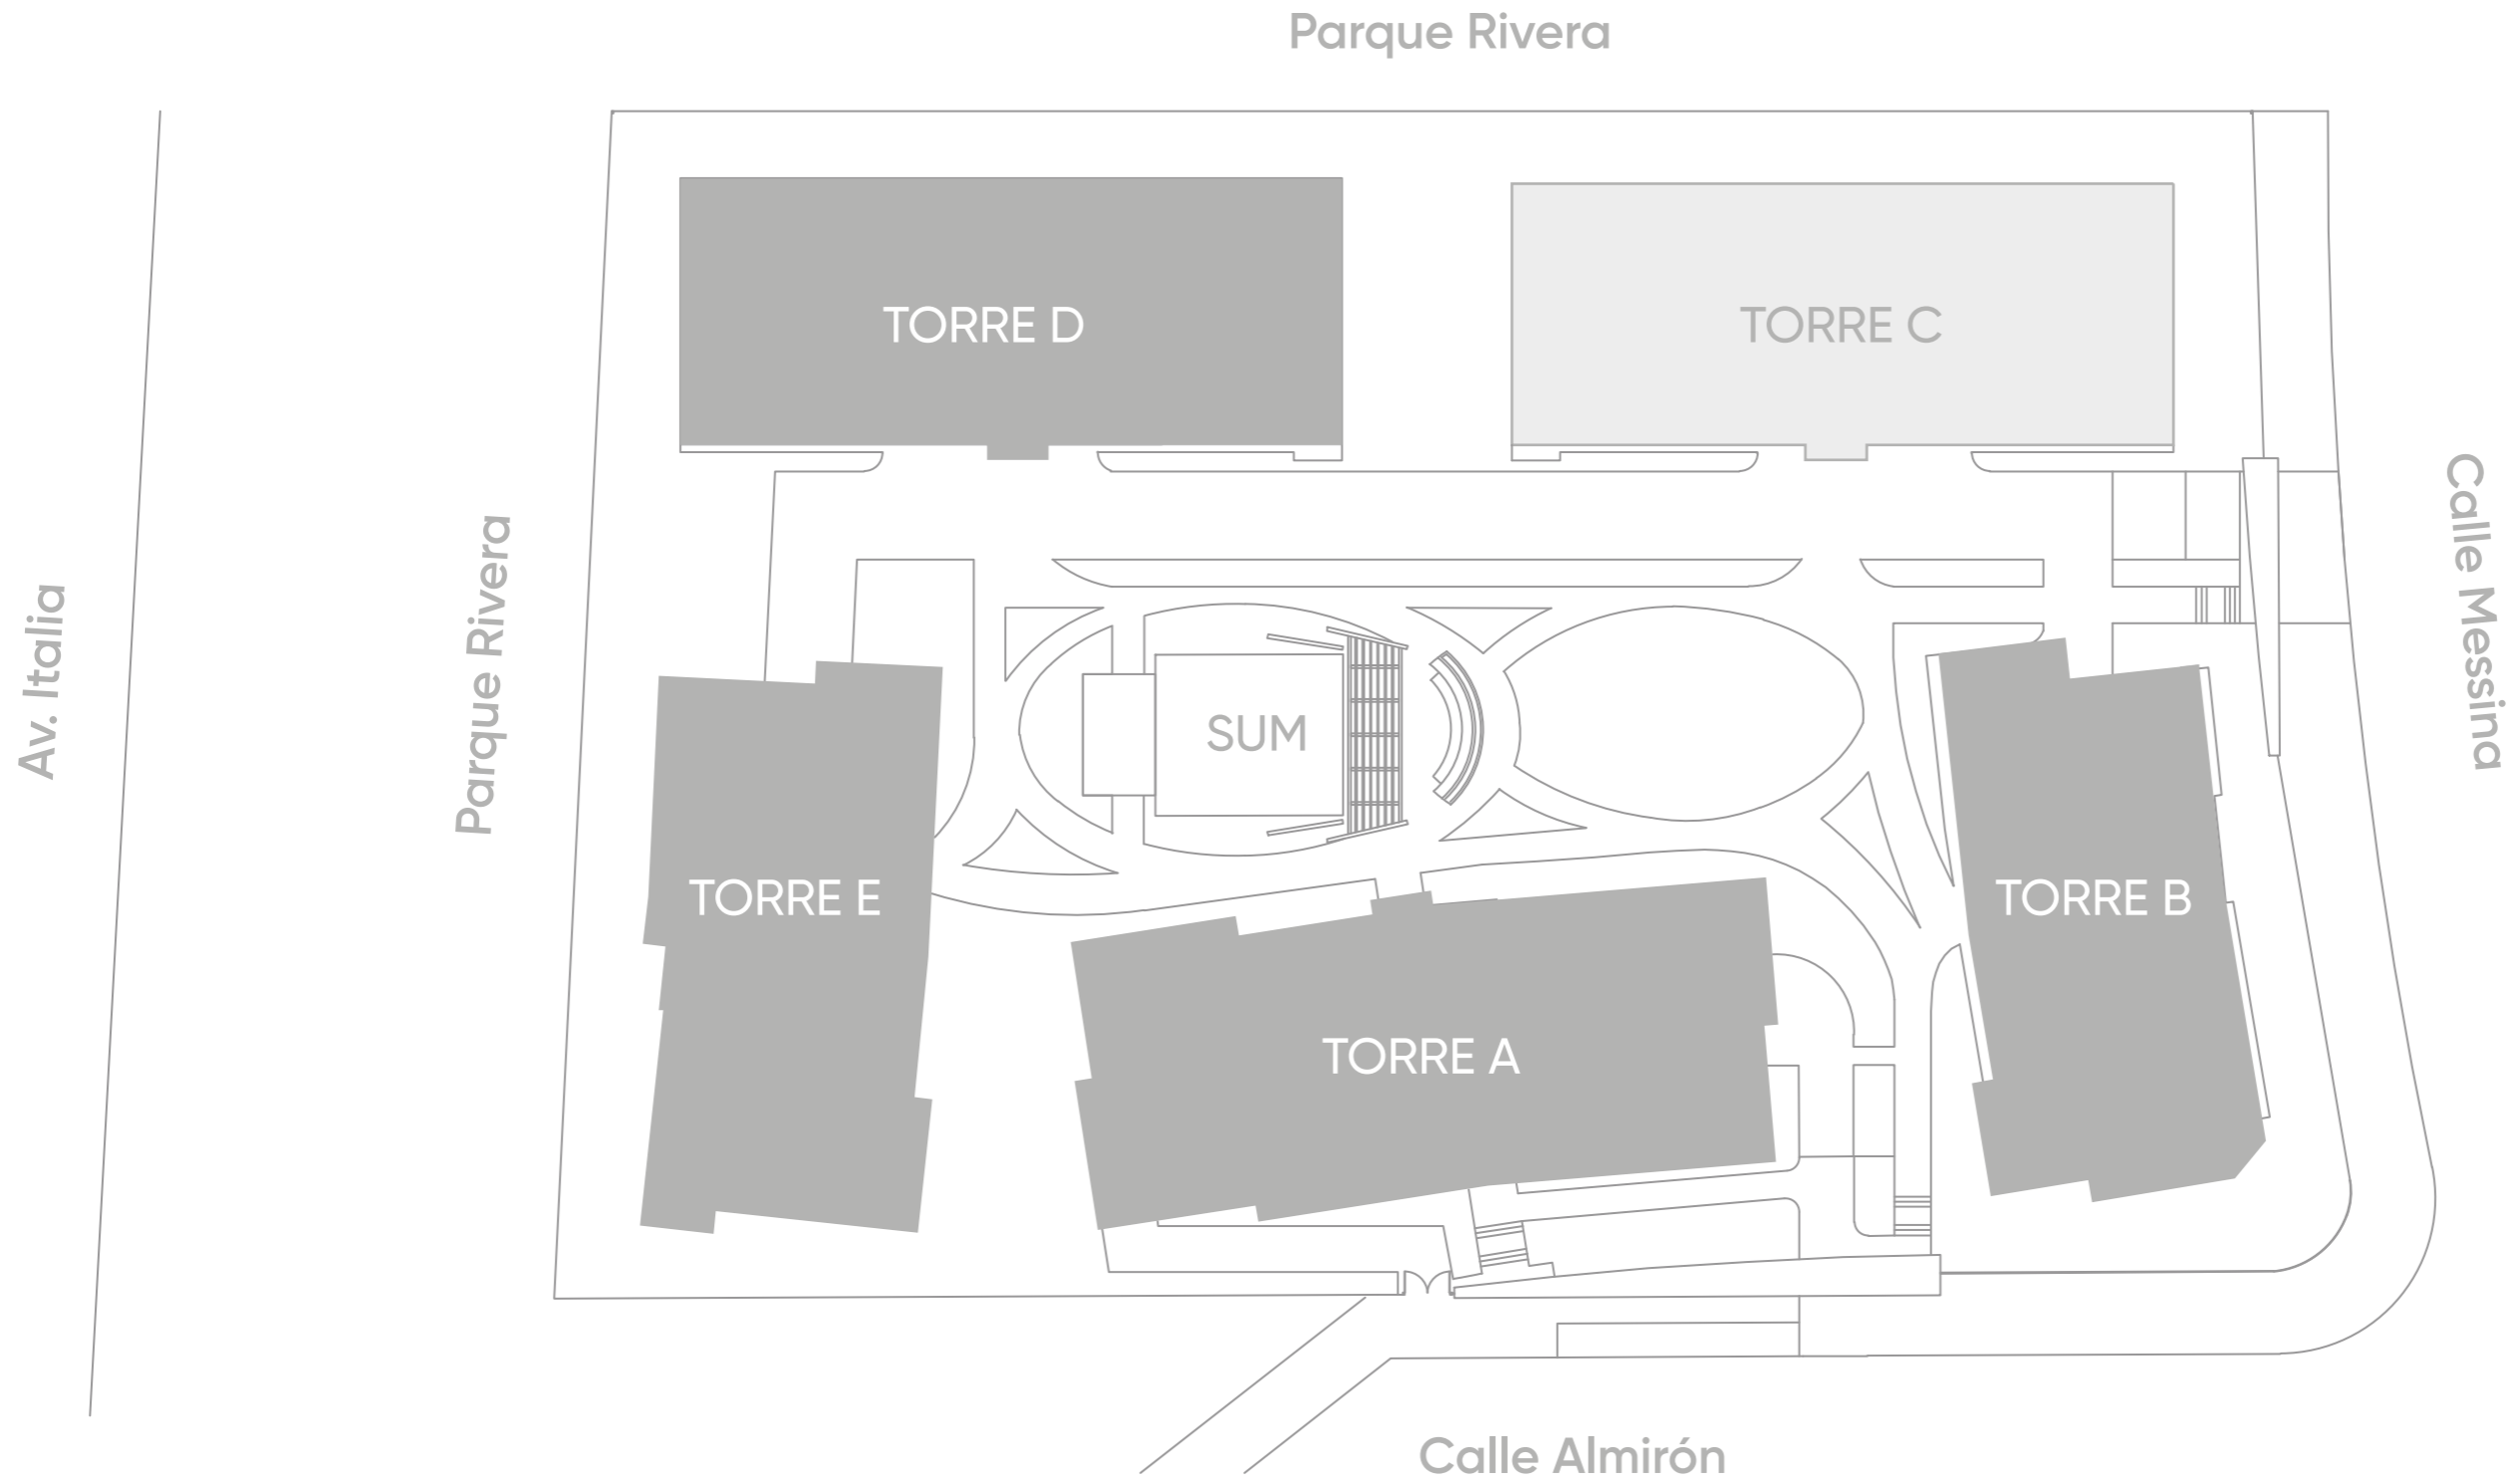 Parque Rivera
TORRE D
TORRE C
Av. Italia
Parque Rivera
Calle Messina
SUM
TORRE E
TORRE B
TORRE A
Calle Almirón